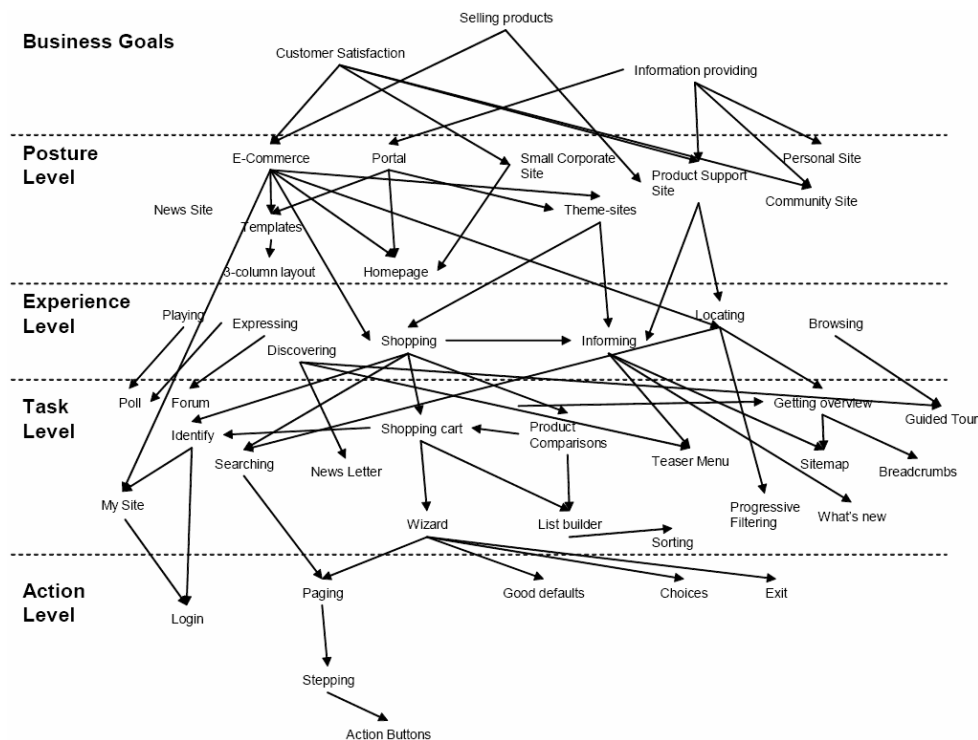 Selling products
Business Goals
Customer Satisfaction
Information providing
Posture
Level
E-Commerce
Portal
Small Corporate
Site
Product Support
Site
Personal Site
Community Site
News Site
Templates
Theme-sites
3-column layout
Homepage
Experience
Level
Playing
Expressing
Discovering
Shopping
Informing
Locating
Browsing
Task
Level
Poll
Forum
Identify
Shopping cart
Product
Comparisons
Getting overview
Guided Tour
Searching
News Letter
Teaser Menu
Sitemap
Breadcrumbs
My Site
Wizard
List builder
Progressive
Filtering
What's new
Sorting
Action
Level
Paging
Good defaults
Choices
Exit
Login
Stepping
Action Buttons